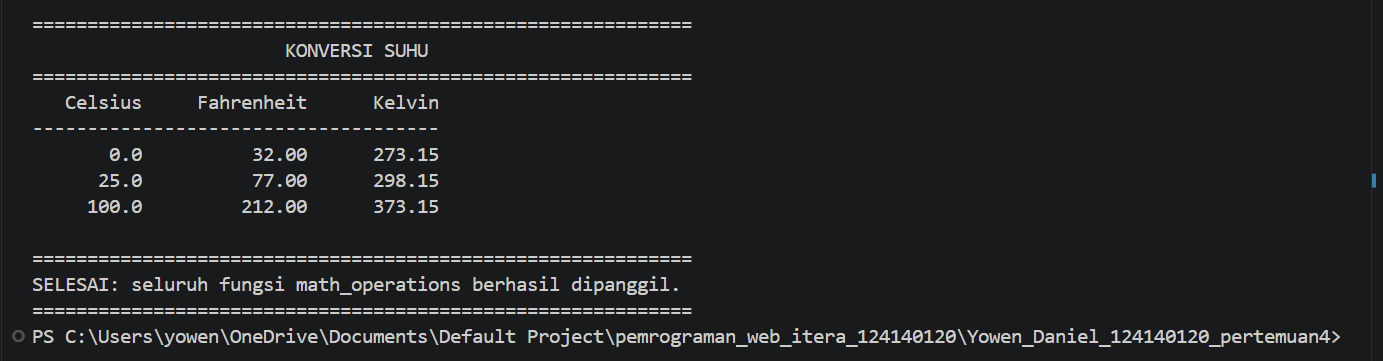 ============================================================
                       KONVERSI SUHU
============================================================
   Celsius     Fahrenheit      Kelvin
-------------------------------------
       0.0          32.00      273.15
      25.0          77.00      298.15
     100.0         212.00      373.15
============================================================
SELESAI: seluruh fungsi math_operations berhasil dipanggil.
============================================================
PS C:\Users\yowen\OneDrive\Documents\Default Project\pemrograman_web_itera_124140120\Yowen_Daniel_124140120_pertemuan4>